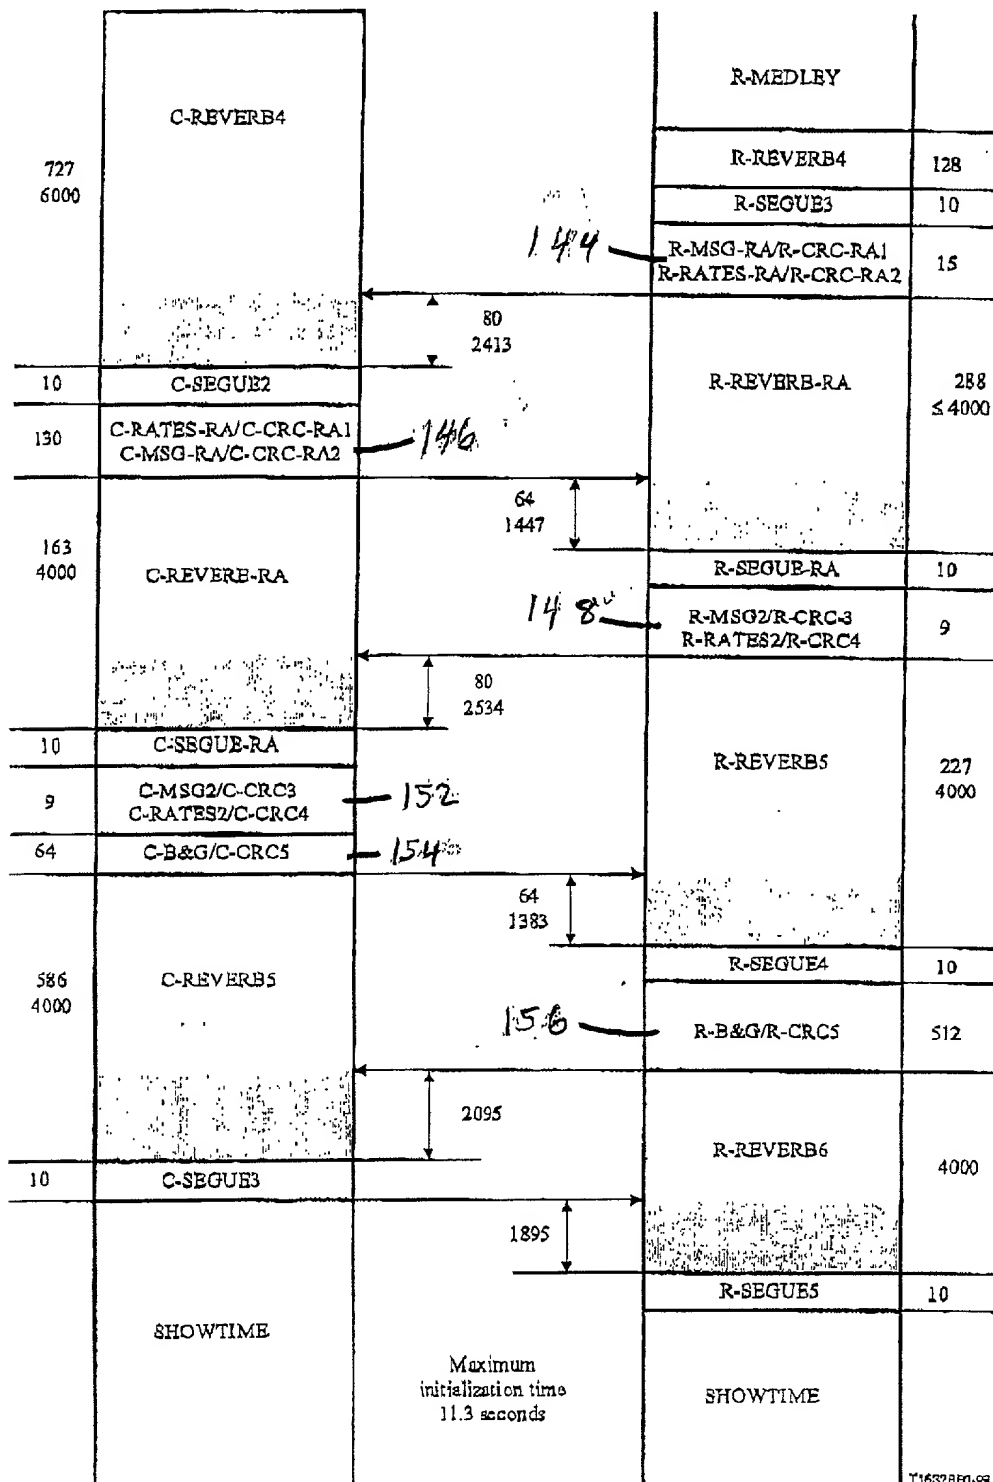 R-MEDLEY
C-REVERB4
R-REVERB4
128
727
6000
R-SEGUE3
10
144
R-MSG-RA/R-CRC-RA1
R-RATES-RA/R-CRC-RA2
15
80
2413
10
C-SEGUE2
R-REVERB-RA
288
≤ 4000
130
C-RATES-RA/C-CRC-RA1
C-MSG-RA/C-CRC-RA2
146
64
1447
163
4000
C-REVERB-RA
R-SEGUE-RA
10
148
R-MSG2/R-CRC-3
R-RATES2/R-CRC4
9
80
2534
10
C-SEGUE-RA
R-REVERB5
227
4000
9
C-MSG2/C-CRC3
C-RATES2/C-CRC4
152
64
C-B&G/C-CRC5
154
64
1383
R-SEGUE4
10
586
4000
C-REVERB5
156
R-B&G/R-CRC5
512
2095
R-REVERB6
4000
10
C-SEGUE3
1895
R-SEGUE5
10
SHOWTIME
Maximum
initialization time
11.3 seconds
SHOWTIME